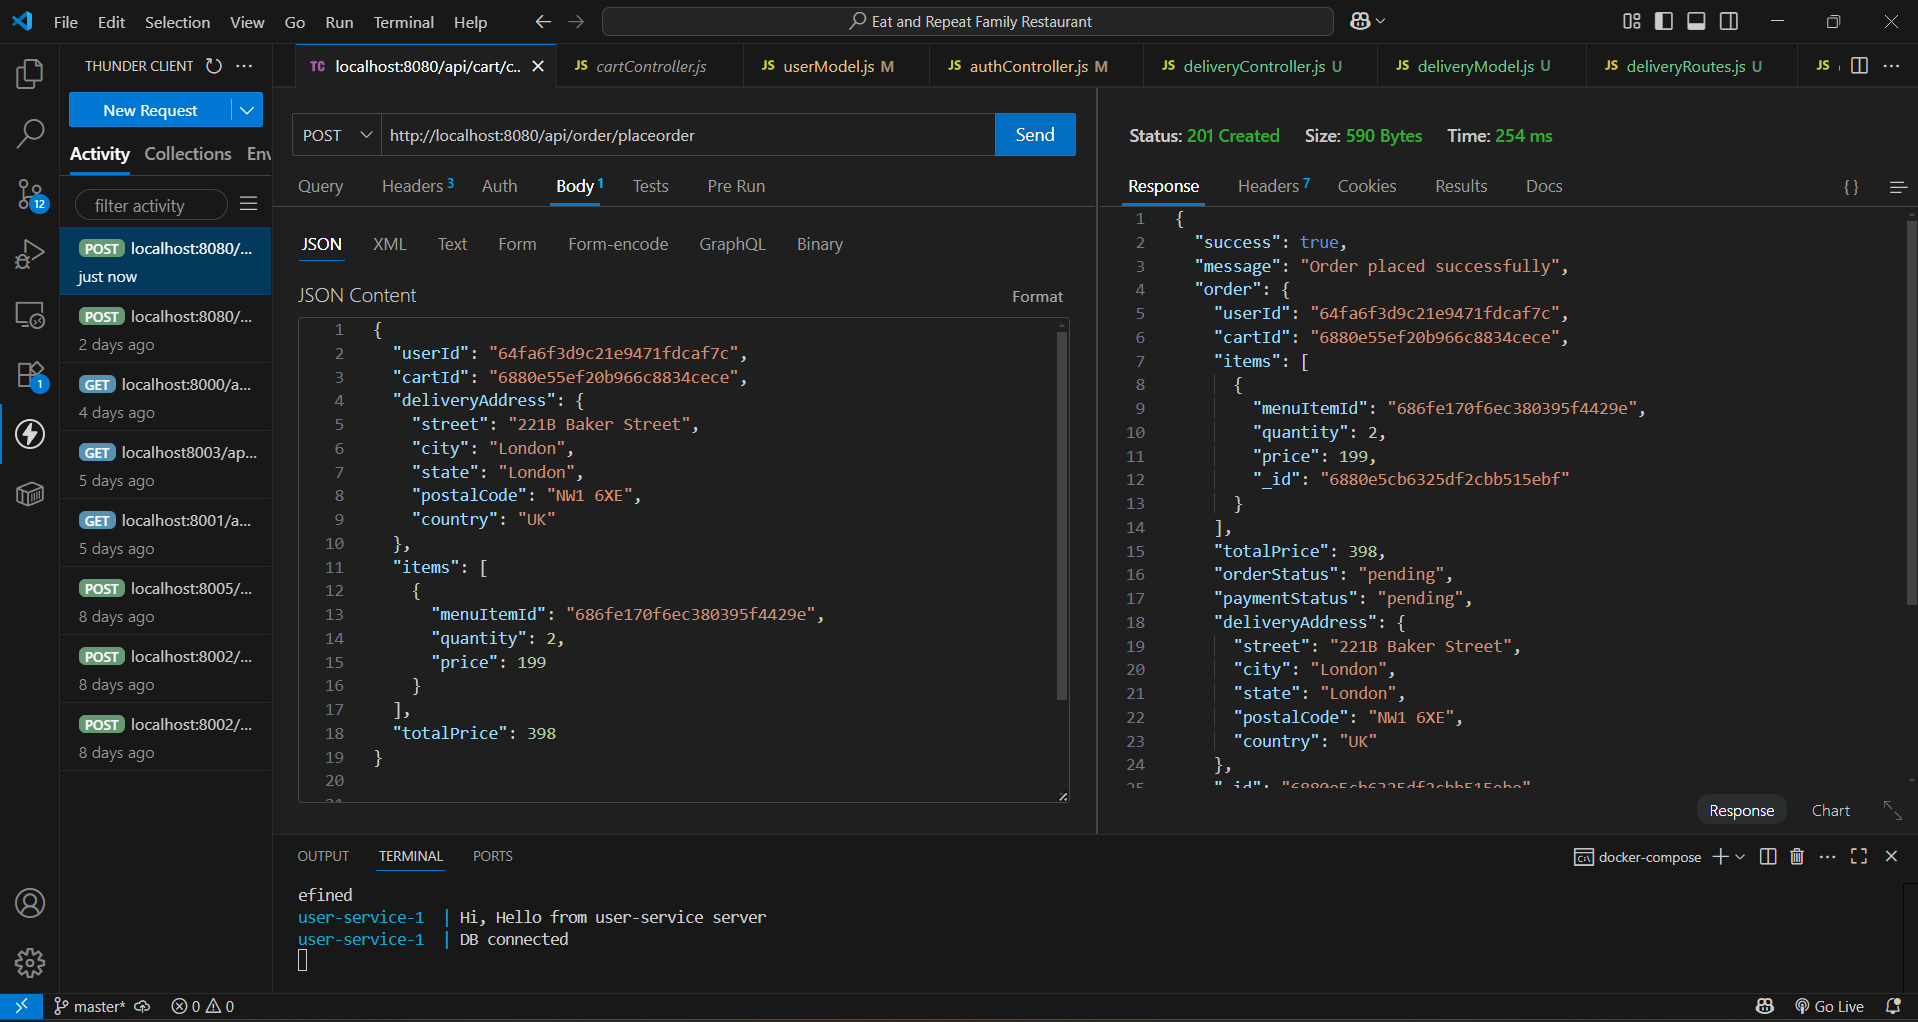 File Edit Selection View Go Run Terminal Help Eat and Repeat Family Restaurant
THUNDER CLIENT
New Request
Activity Collections Env
filter activity
POST localhost:8080/...
just now
POST localhost:8080/...
2 days ago
GET localhost:8000/a...
4 days ago
GET localhost8003/ap...
5 days ago
GET localhost:8001/a...
5 days ago
POST localhost:8005/...
8 days ago
POST localhost:8002/...
8 days ago
POST localhost:8002/...
8 days ago
12
1
TC localhost:8080/api/cart/c.. JS cartController.js JS userModel.js M JS authController.js M JS deliveryController.js U JS deliveryModel.js U JS deliveryRoutes.js U JS
POST http://localhost:8080/api/order/placeorder Send
Query Headers 3 Auth Body 1 Tests Pre Run
JSON XML Text Form Form-encode GraphQL Binary
JSON Content Format
1 {
2 "userId": "64fa6f3d9c21e9471fdcaf7c",
3 "cartId": "6880e55ef20b966c8834cece",
4 "deliveryAddress": {
5 "street": "221B Baker Street",
6 "city": "London",
7 "state": "London",
8 "postalCode": "NW1 6XE",
9 "country": "UK"
10 },
11 "items": [
12 {
13 "menuItemId": "686fe170f6ec380395f4429e",
14 "quantity": 2,
15 "price": 199
16 }
17 ],
18 "totalPrice": 398
19 }
20
Status: 201 Created Size: 590 Bytes Time: 254 ms
Response Headers 7 Cookies Results Docs { }
1 {
2 "success": true,
3 "message": "Order placed successfully",
4 "order": {
5 "userId": "64fa6f3d9c21e9471fdcaf7c",
6 "cartId": "6880e55ef20b966c8834cece",
7 "items": [
8 {
9 "menuItemId": "686fe170f6ec380395f4429e",
10 "quantity": 2,
11 "price": 199,
12 "_id": "6880e5cb6325df2cbb515ebf"
13 }
14 ],
15 "totalPrice": 398,
16 "orderStatus": "pending",
17 "paymentStatus": "pending",
18 "deliveryAddress": {
19 "street": "221B Baker Street",
20 "city": "London",
21 "state": "London",
22 "postalCode": "NW1 6XE",
23 "country": "UK"
24 },
Response Chart
OUTPUT TERMINAL PORTS docker-compose
efined
user-service-1 | Hi, Hello from user-service server
user-service-1 | DB connected
master* 0 0 Go Live